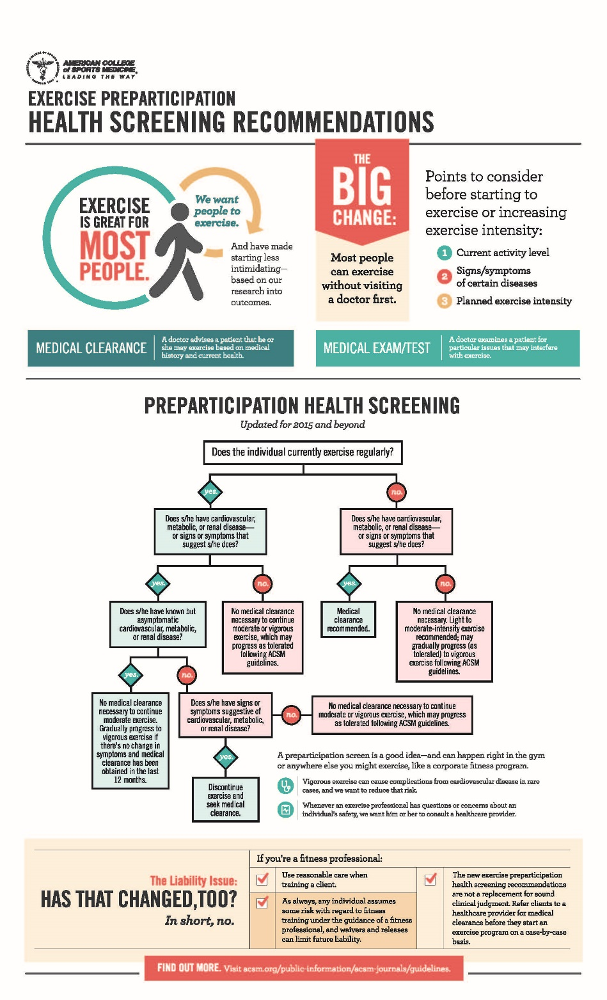 AMERICAN COLLEGE
of SPORTS MEDICINE
LEADING THE WAY
EXERCISE PREPARTICIPATION
HEALTH SCREENING RECOMMENDATIONS
EXERCISE
IS GREAT FOR
MOST
PEOPLE.
We want
people to
exercise.
And have made
starting less
intimidating—
based on our
research into
outcomes.
THE
BIG
CHANGE:
Most people
can exercise
without visiting
a doctor first.
Points to consider
before starting to
exercise or increasing
exercise intensity:
1 Current activity level
2 Signs/symptoms
of certain diseases
3 Planned exercise intensity
MEDICAL CLEARANCE
A doctor advises a patient that he or
she may exercise based on medical
history and current health.
MEDICAL EXAM/TEST
A doctor examines a patient for
particular issues that may interfere
with exercise.
PREPARTICIPATION HEALTH SCREENING
Updated for 2015 and beyond
Does the individual currently exercise regularly?
yes.
no.
Does s/he have cardiovascular,
metabolic, or renal disease—
or signs or symptoms that
suggest s/he does?
Does s/he have cardiovascular,
metabolic, or renal disease—
or signs or symptoms that
suggest s/he does?
yes.
no.
yes.
no.
Does s/he have known but
asymptomatic
cardiovascular, metabolic,
or renal disease?
No medical clearance
necessary to continue
moderate or vigorous
exercise, which may
progress as tolerated
following ACSM
guidelines.
Medical
clearance
recommended.
No medical clearance
necessary. Light to
moderate-intensity exercise
recommended; may
gradually progress (as
tolerated) to vigorous
exercise following ACSM
guidelines.
yes.
no.
No medical clearance
necessary to continue
moderate exercise.
Gradually progress to
vigorous exercise if
there's no change in
symptoms and medical
clearance has been
obtained in the last
12 months.
Does s/he have signs or
symptoms suggestive of
cardiovascular, metabolic,
or renal disease?
no.
No medical clearance necessary to continue
moderate or vigorous exercise, which may progress
as tolerated following ACSM guidelines.
yes.
Discontinue
exercise and
seek medical
clearance.
A preparticipation screen is a good idea—and can happen right in the gym
or anywhere else you might exercise, like a corporate fitness program.
Vigorous exercise can cause complications from cardiovascular disease in rare
cases, and we want to reduce that risk.
Whenever an exercise professional has questions or concerns about an
individual's safety, we want him or her to consult a healthcare provider.
The Liability Issue:
HAS THAT CHANGED,TOO?
In short, no.
If you're a fitness professional:
Use reasonable care when
training a client.
As always, any individual assumes
some risk with regard to fitness
training under the guidance of a fitness
professional, and waivers and releases
can limit future liability.
The new exercise preparticipation
health screening recommendations
are not a replacement for sound
clinical judgment. Refer clients to a
healthcare provider for medical
clearance before they start an
exercise program on a case-by-case
basis.
FIND OUT MORE. Visit acsm.org/public-information/acsm-journals/guidelines.